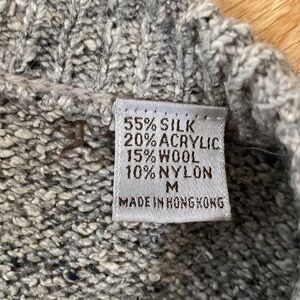 55% SILK
20% ACRYLIC
15% WOOL
10% NYLON
M
MADE IN HONG KONG